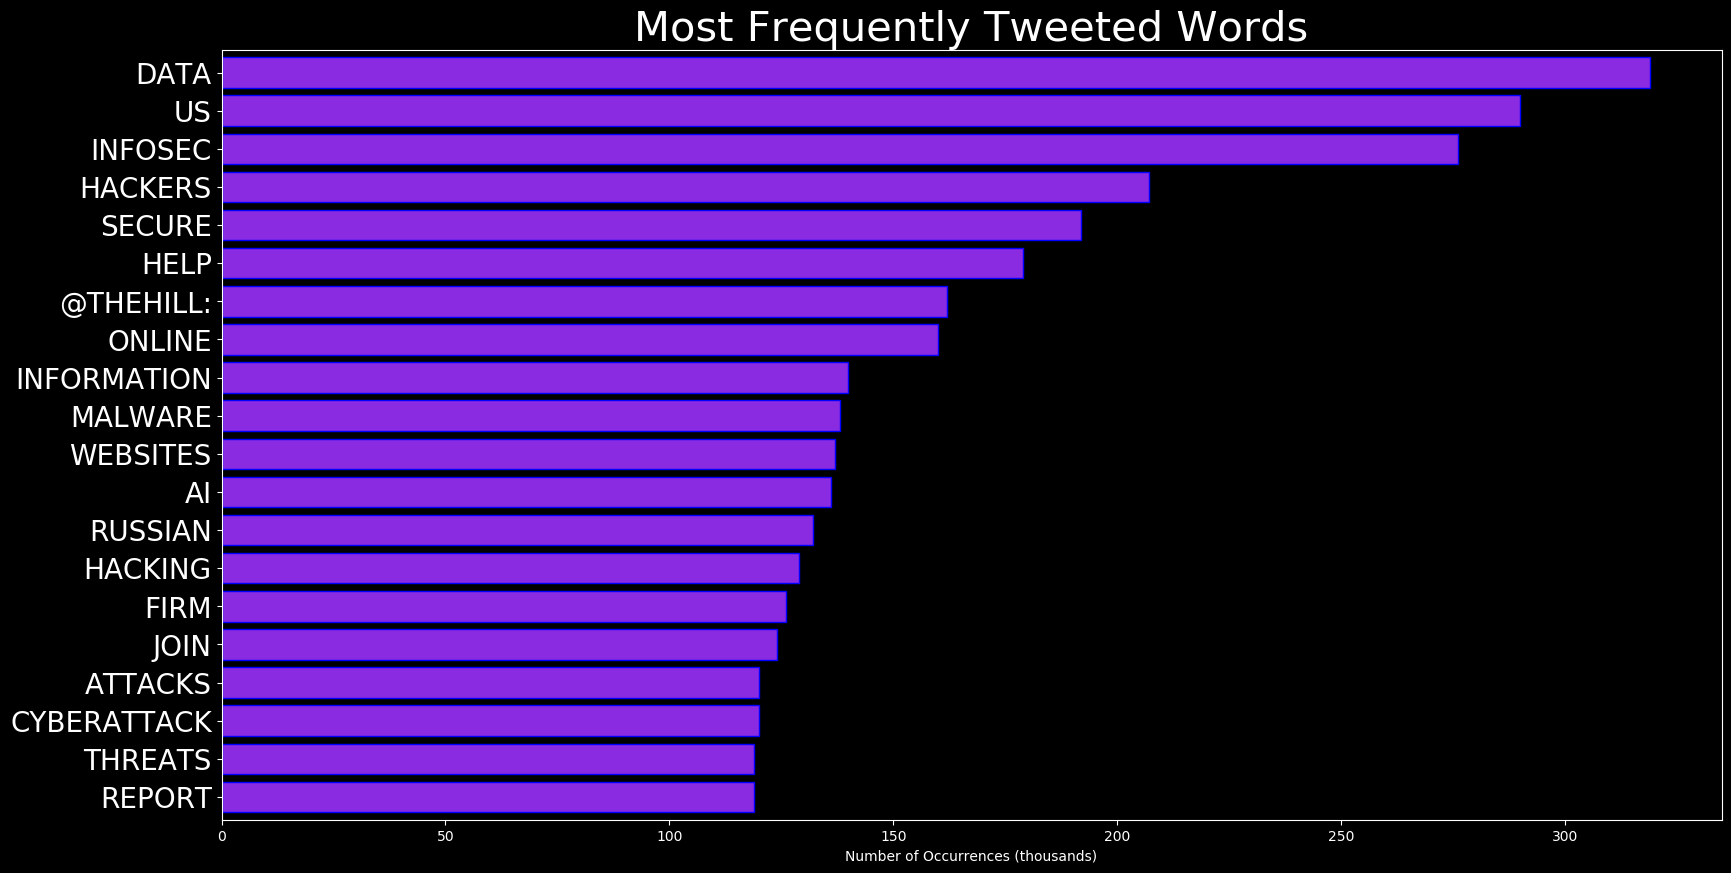 Most Frequently Tweeted Words
DATA
US
INFOSEC
HACKERS
SECURE
HELP
@THEHILL:
ONLINE
INFORMATION
MALWARE
WEBSITES
AI
RUSSIAN
HACKING
FIRM
JOIN
ATTACKS
CYBERATTACK
THREATS
REPORT
0 50 100 150 200 250 300
Number of Occurrences (thousands)